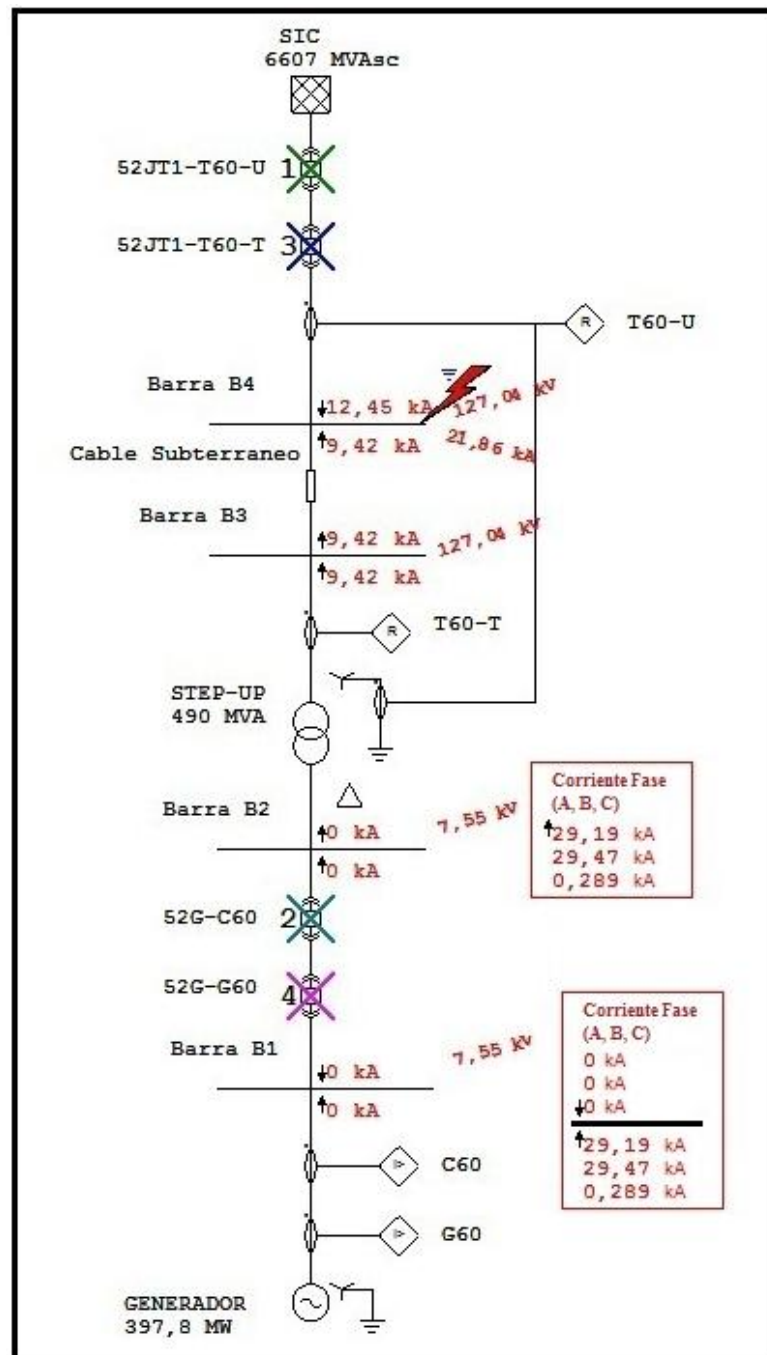 SIC
6607 MVAsc
52JT1-T60-U 1
52JT1-T60-T 3
R T60-U
Barra B4
12,45 kA 127,04 kV
9,42 kA 21,86 kA
Cable Subterraneo
Barra B3
9,42 kA 127,04 kV
9,42 kA
R T60-T
STEP-UP
490 MVA
Barra B2
0 kA 7,55 kV
0 kA
Corriente Fase
(A, B, C)
29,19 kA
29,47 kA
0,289 kA
52G-C60 2
52G-G60 4
Barra B1
0 kA 7,55 kV
0 kA
Corriente Fase
(A, B, C)
0 kA
0 kA
0 kA
29,19 kA
29,47 kA
0,289 kA
C60
G60
GENERADOR
397,8 MW